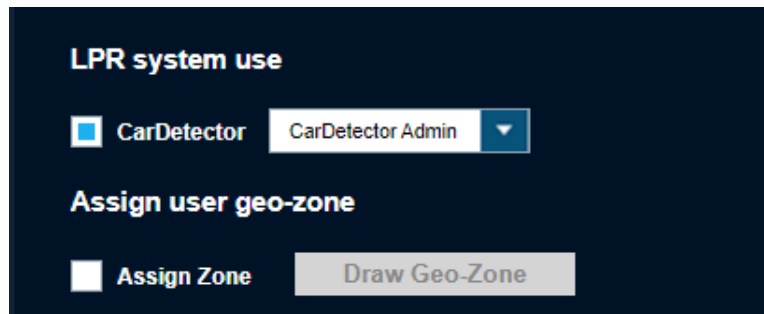 LPR system use
CarDetector CarDetector Admin
Assign user geo-zone
Assign Zone Draw Geo-Zone